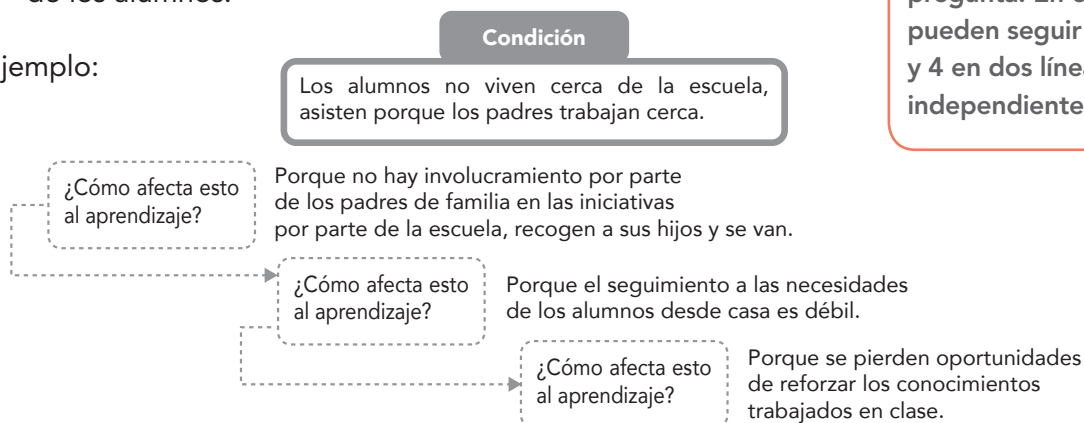 de los alumnos.
jemplo:
Condición
Los alumnos no viven cerca de la escuela,
asisten porque los padres trabajan cerca.
pueden seguir
y 4 en dos líneas
independiente
¿Cómo afecta esto
al aprendizaje?
Porque no hay involucramiento por parte
de los padres de familia en las iniciativas
por parte de la escuela, recogen a sus hijos y se van.
¿Cómo afecta esto
al aprendizaje?
Porque el seguimiento a las necesidades
de los alumnos desde casa es débil.
¿Cómo afecta esto
al aprendizaje?
Porque se pierden oportunidades
de reforzar los conocimientos
trabajados en clase.